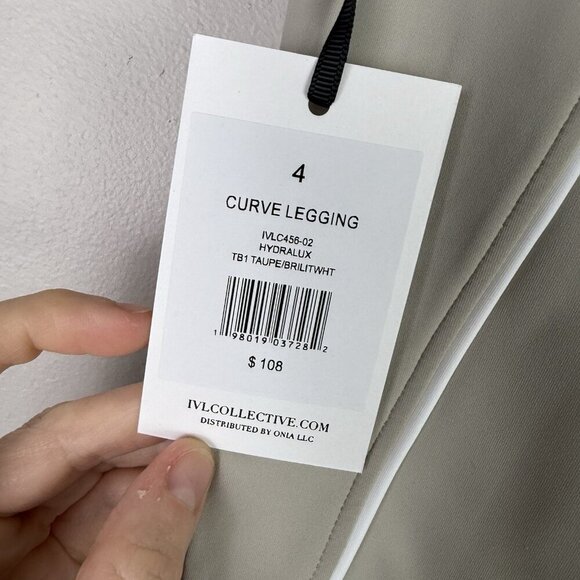 4
CURVE LEGGING
IVLC456-02
HYDRALUX
TB1 TAUPE/BRILITWHT
1 98019 03728 2
$ 108
IVLCOLLECTIVE.COM
DISTRIBUTED BY ONIA LLC